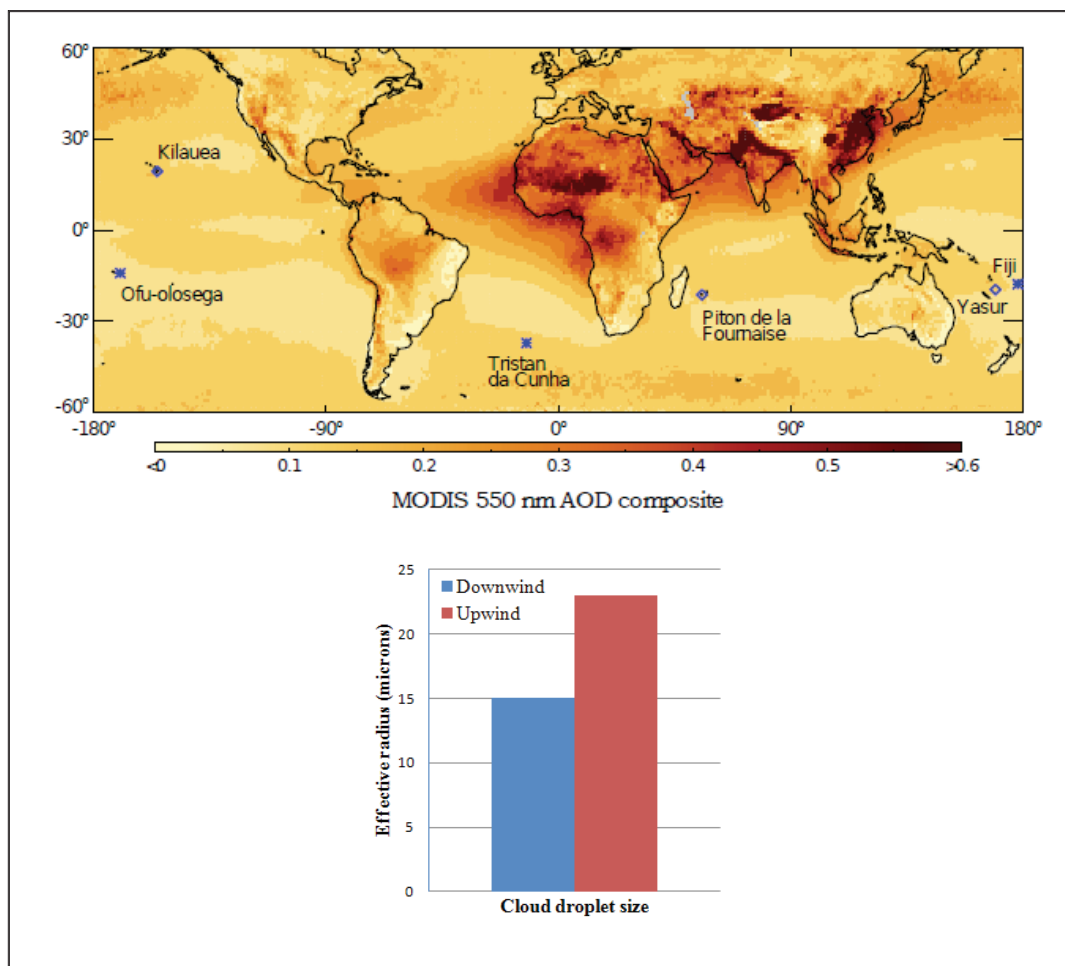 60°
30°
0°
-30°
-60°
Kilauea
Ofu-olosega
Tristan
da Cunha
Piton de la
Fournaise
Fiji
Yasur
-180° -90° 0° 90° 180°
<0 0.1 0.2 0.3 0.4 0.5 >0.6
MODIS 550 nm AOD composite
25
20
15
10
5
0
Effective radius (microns)
Downwind
Upwind
Cloud droplet size